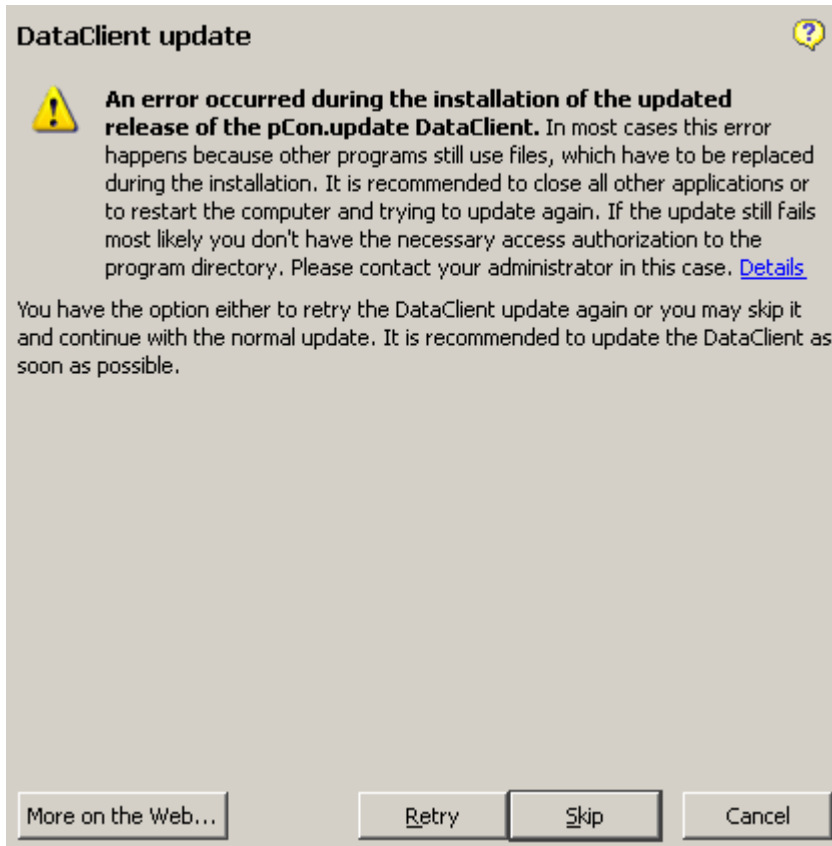 DataClient update
An error occurred during the installation of the updated
release of the pCon.update DataClient. In most cases this error
happens because other programs still use files, which have to be replaced
during the installation. It is recommended to close all other applications or
to restart the computer and trying to update again. If the update still fails
most likely you don't have the necessary access authorization to the
program directory. Please contact your administrator in this case. Details
You have the option either to retry the DataClient update again or you may skip it
and continue with the normal update. It is recommended to update the DataClient as
soon as possible.
More on the Web... Retry Skip Cancel